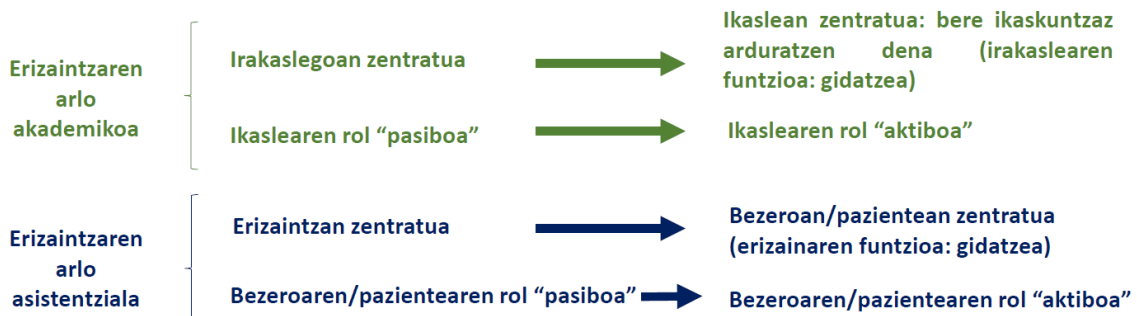 Erizaintzaren
arlo
akademikoa
Irakaslegoan zentratua
Ikaslean zentratua: bere ikaskuntzaz
arduratzen dena (irakaslearen
funtzioa: gidatzea)
Ikaslearen rol “pasiboa”
Ikaslearen rol “aktiboa”
Erizaintzaren
arlo
asistentziala
Erizaintzan zentratua
Bezeroan/pazientean zentratua
(erizainaren funtzioa: gidatzea)
Bezeroaren/pazientearen rol “pasiboa”
Bezeroaren/pazientearen rol “aktiboa”